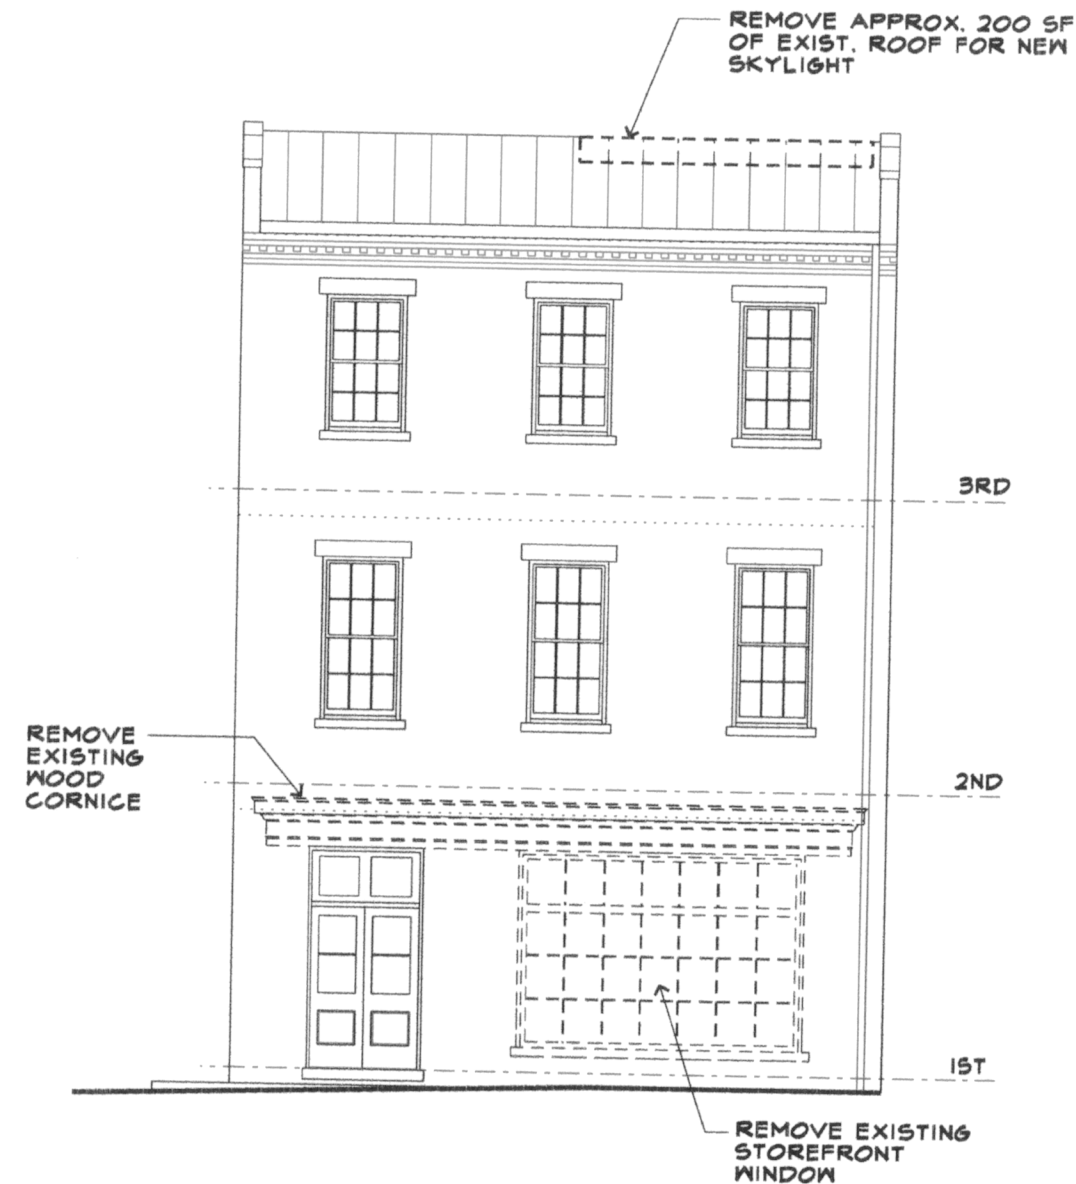 REMOVE APPROX. 200 SF
OF EXIST. ROOF FOR NEW
SKYLIGHT
3RD
REMOVE
EXISTING
WOOD
CORNICE
2ND
1ST
REMOVE EXISTING
STOREFRONT
WINDOW